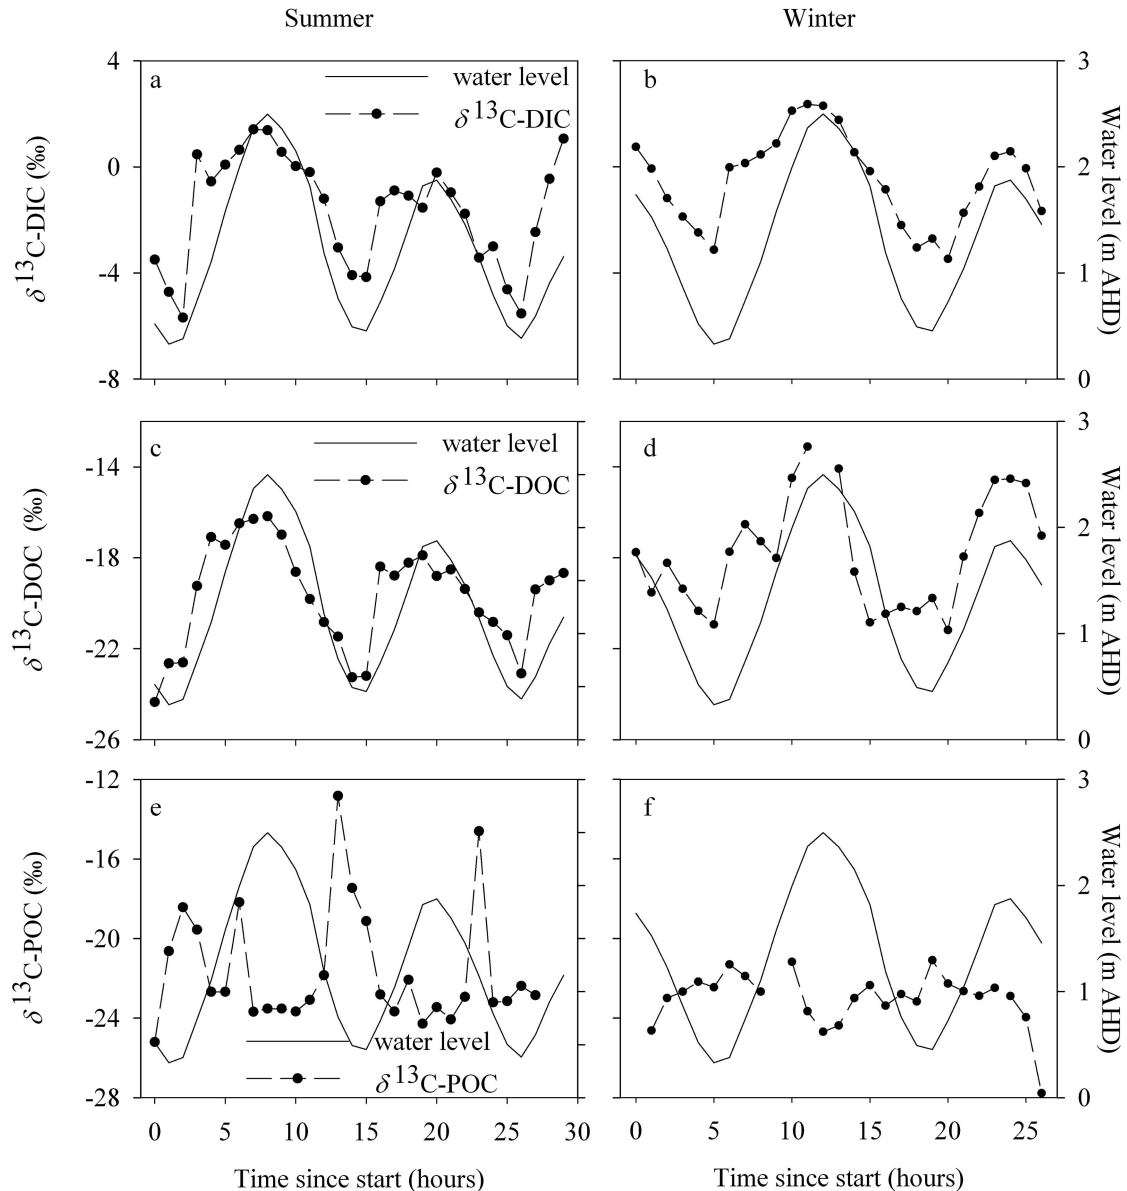 Summer
Winter
a
water level
δ13C-DIC
4
0
-4
-8
δ13C-DIC (‰)
b
3
2
1
0
Water level (m AHD)
c
water level
δ13C-DOC
-14
-18
-22
-26
δ13C-DOC (‰)
d
3
2
1
0
Water level (m AHD)
e
water level
δ13C-POC
-12
-16
-20
-24
-28
δ13C-POC (‰)
0 5 10 15 20 25 30
Time since start (hours)
f
3
2
1
0
Water level (m AHD)
0 5 10 15 20 25
Time since start (hours)